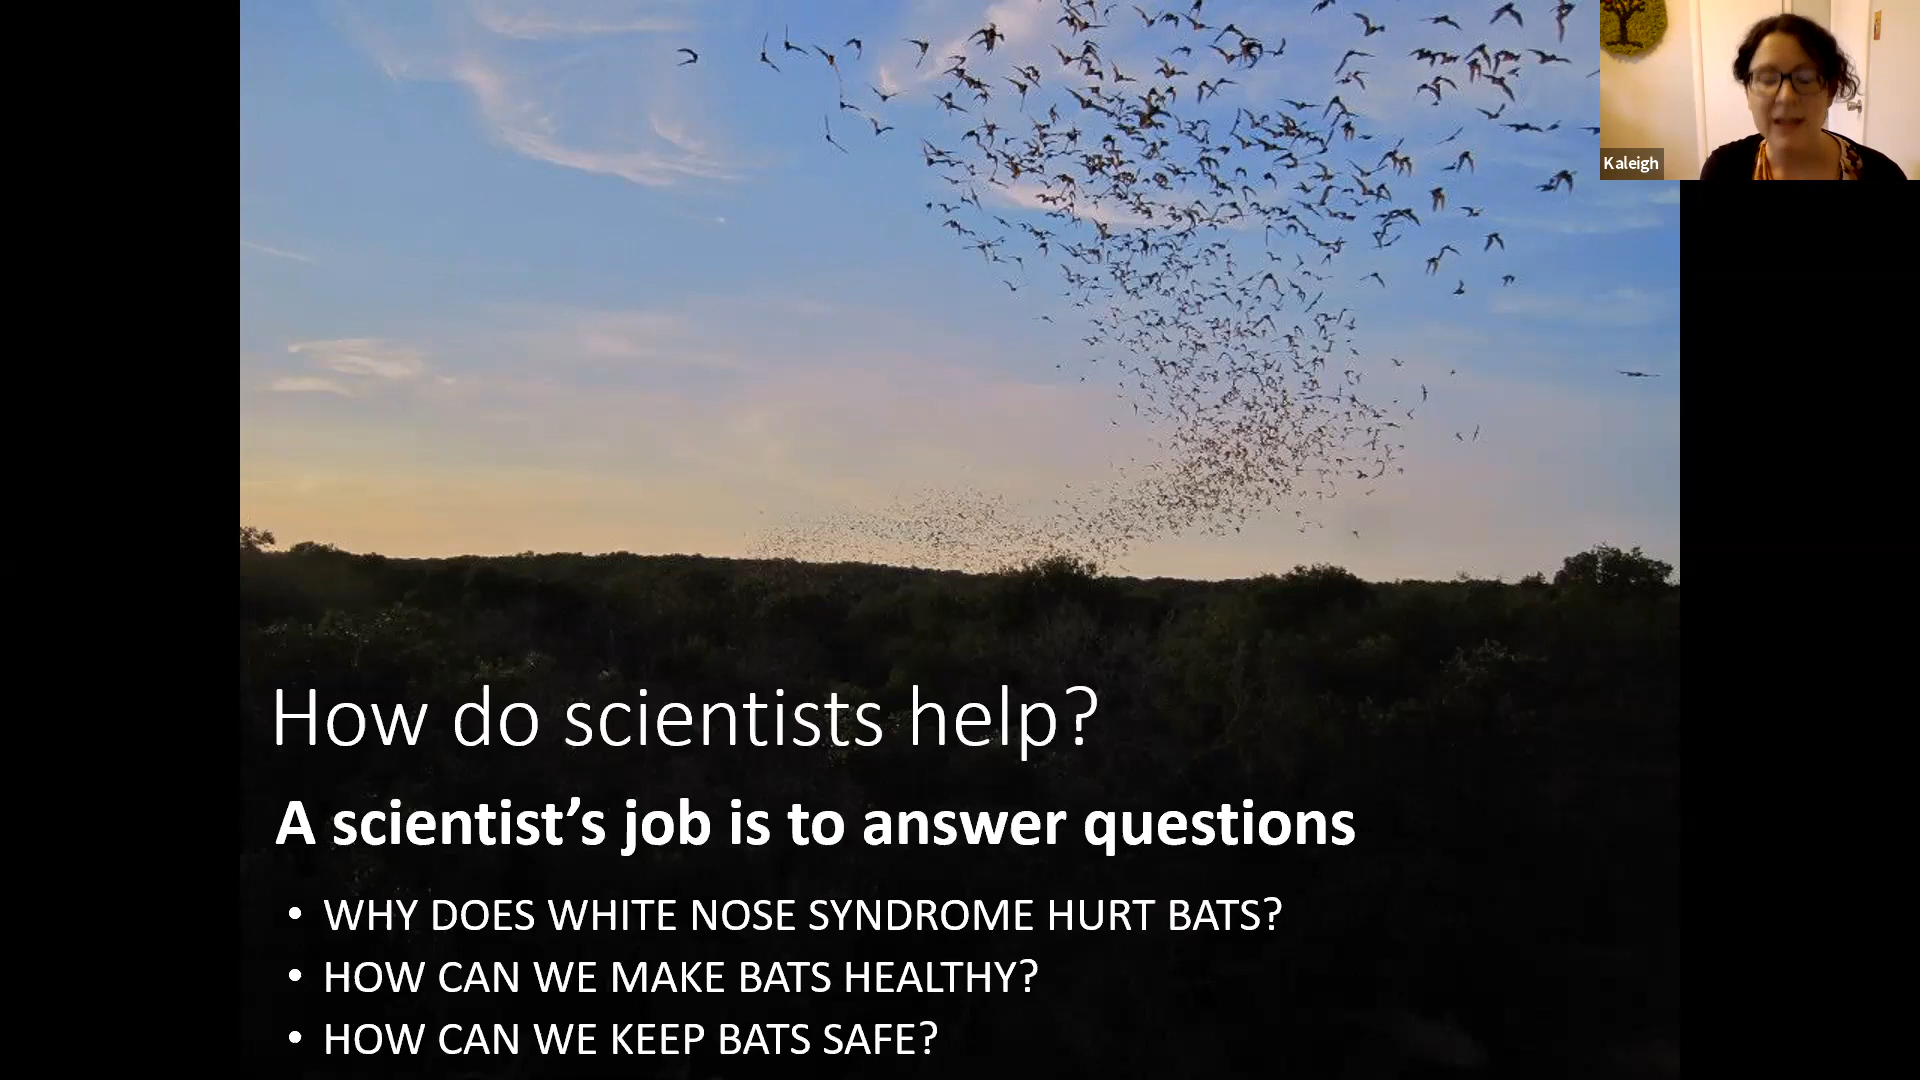 Kaleigh
How do scientists help?
A scientist’s job is to answer questions
• WHY DOES WHITE NOSE SYNDROME HURT BATS?
• HOW CAN WE MAKE BATS HEALTHY?
• HOW CAN WE KEEP BATS SAFE?